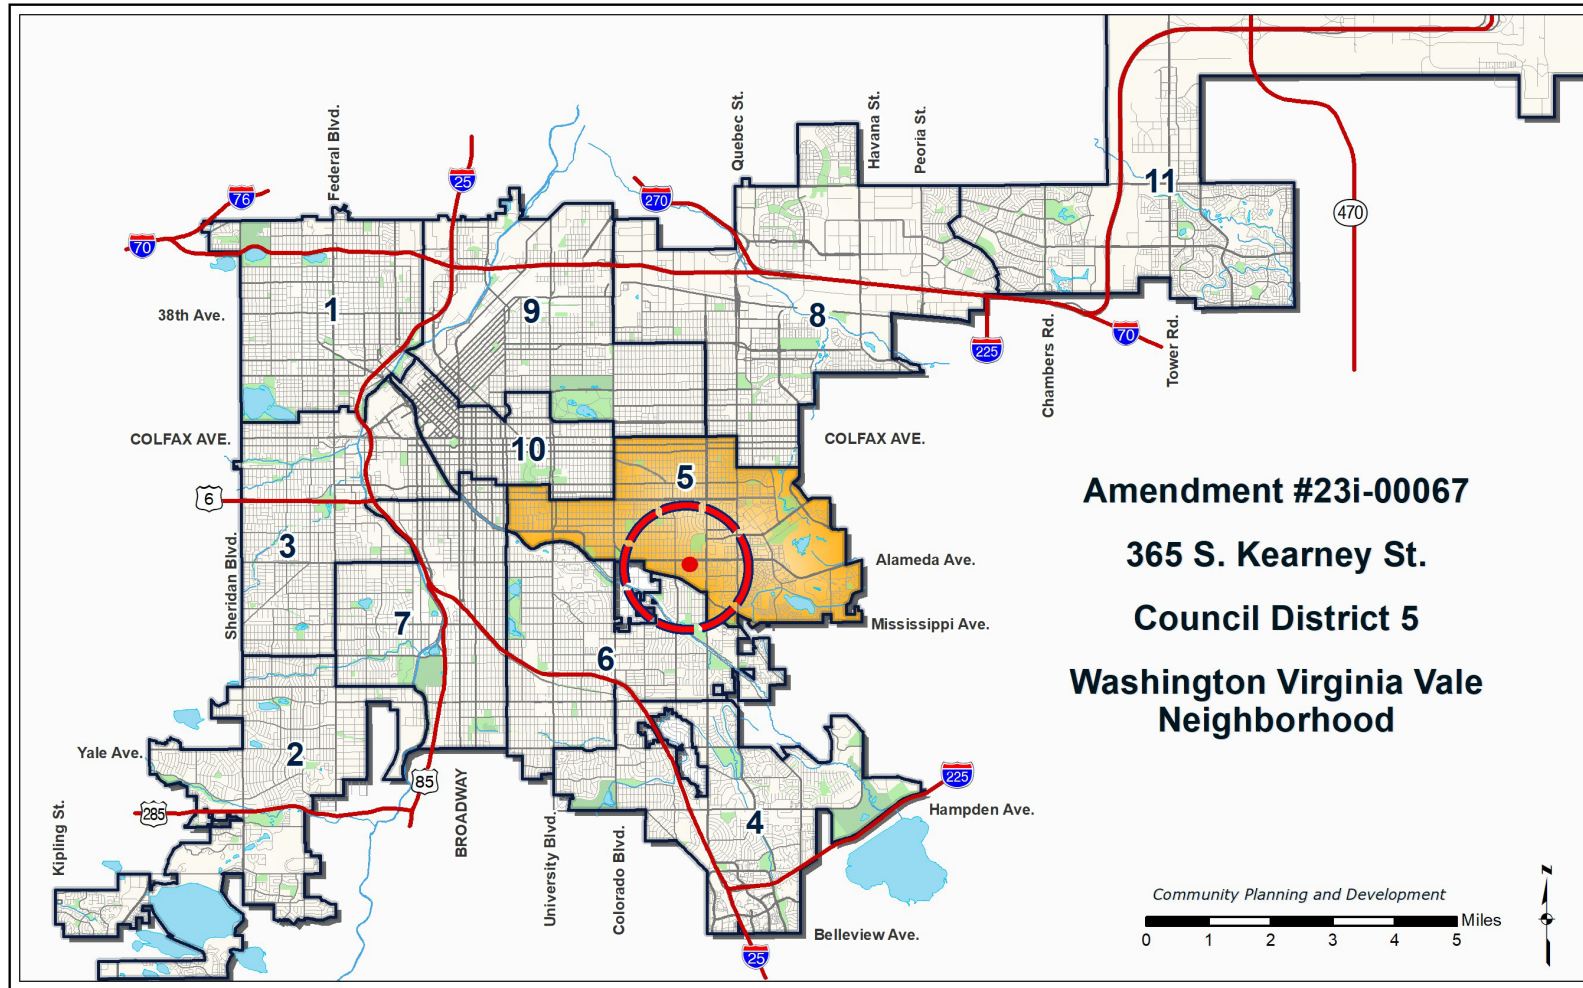 Federal Blvd.
Quebec St.
Havana St.
Peoria St.
76
25
270
70
11
470
1
9
8
38th Ave.
225
70
Chambers Rd.
Tower Rd.
COLFAX AVE.
10
COLFAX AVE.
5
6
3
Sheridan Blvd.
Alameda Ave.
7
Mississippi Ave.
6
Amendment #23i-00067
365 S. Kearney St.
Council District 5
Washington Virginia Vale
Neighborhood
Yale Ave.
2
85
225
285
Hampden Ave.
4
Kipling St.
BROADWAY
University Blvd.
Colorado Blvd.
Belleview Ave.
25
Community Planning and Development
Miles
0 1 2 3 4 5
N